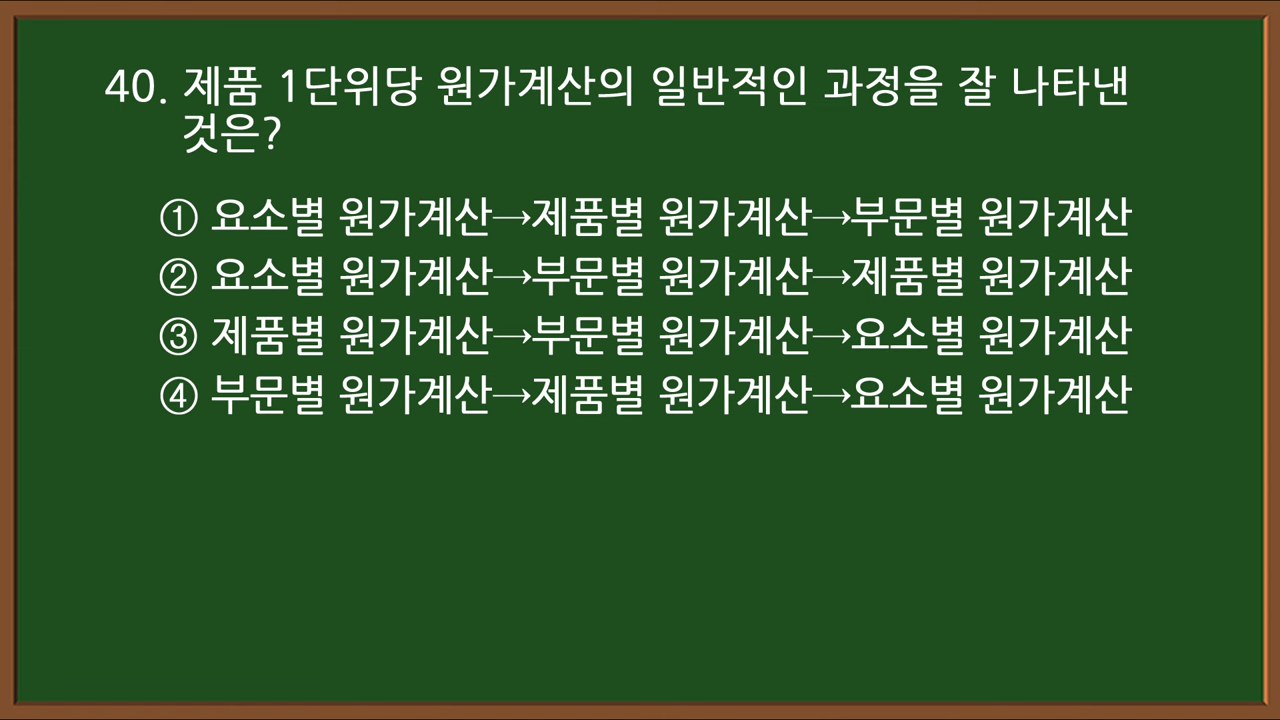 40. 제품 1단위당 원가계산의 일반적인 과정을 잘 나타낸
것은?
① 요소별 원가계산→제품별 원가계산→부문별 원가계산
② 요소별 원가계산→부문별 원가계산→제품별 원가계산
③ 제품별 원가계산→부문별 원가계산→요소별 원가계산
④ 부문별 원가계산→제품별 원가계산→요소별 원가계산